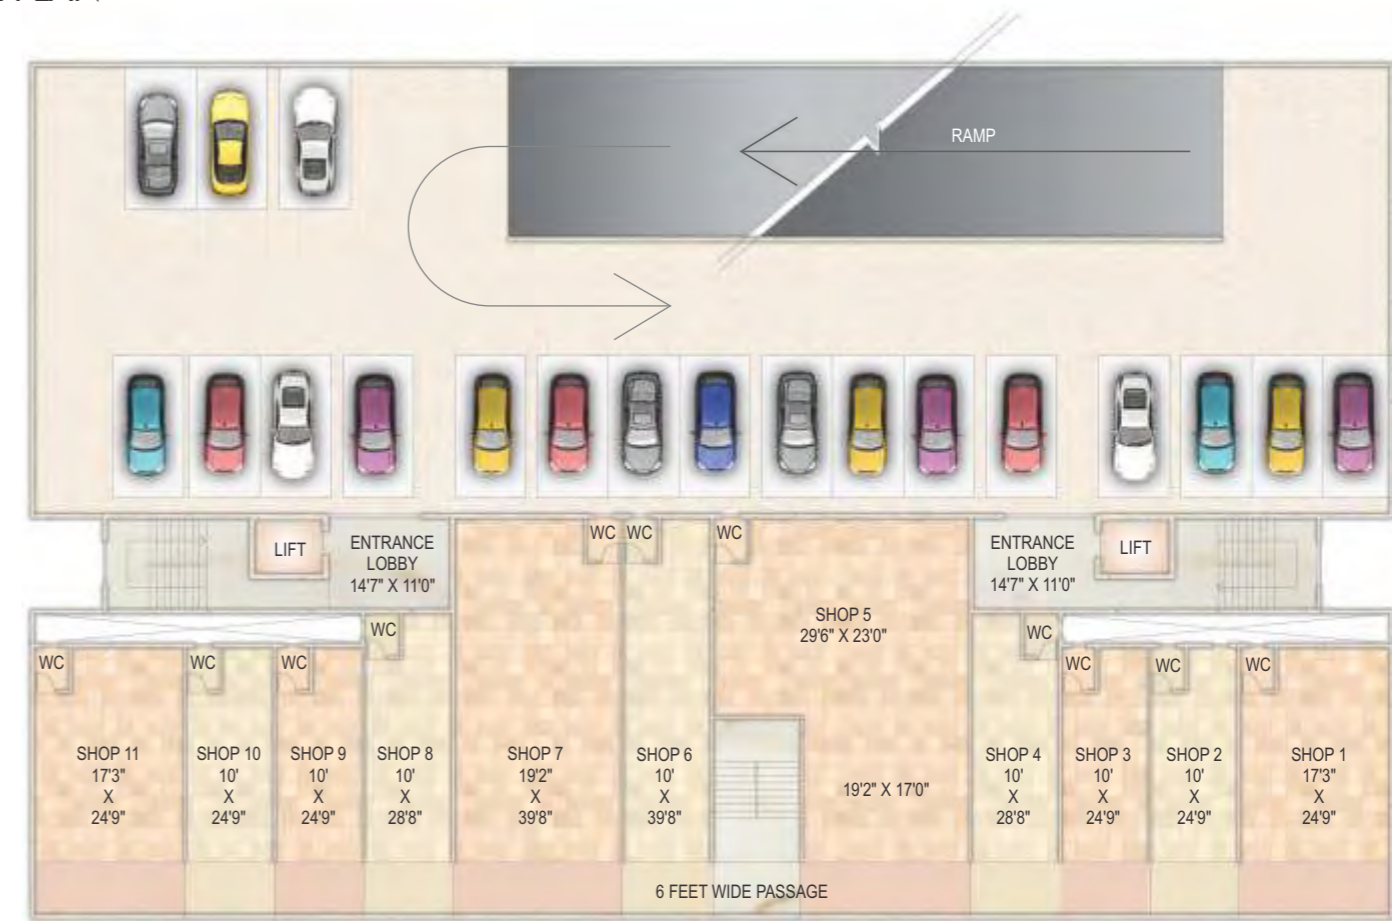 RAMP
LIFT
ENTRANCE
LOBBY
14'7" X 11'0"
WC
WC
WC
ENTRANCE
LOBBY
14'7" X 11'0"
LIFT
SHOP 5
29'6" X 23'0"
WC
WC
WC
WC
WC
WC
WC
WC
SHOP 11
17'3"
X
24'9"
SHOP 10
10'
X
24'9"
SHOP 9
10'
X
24'9"
SHOP 8
10'
X
28'8"
SHOP 7
19'2"
X
39'8"
SHOP 6
10'
X
39'8"
19'2" X 17'0"
SHOP 4
10'
X
28'8"
SHOP 3
10'
X
24'9"
SHOP 2
10'
X
24'9"
SHOP 1
17'3"
X
24'9"
6 FEET WIDE PASSAGE